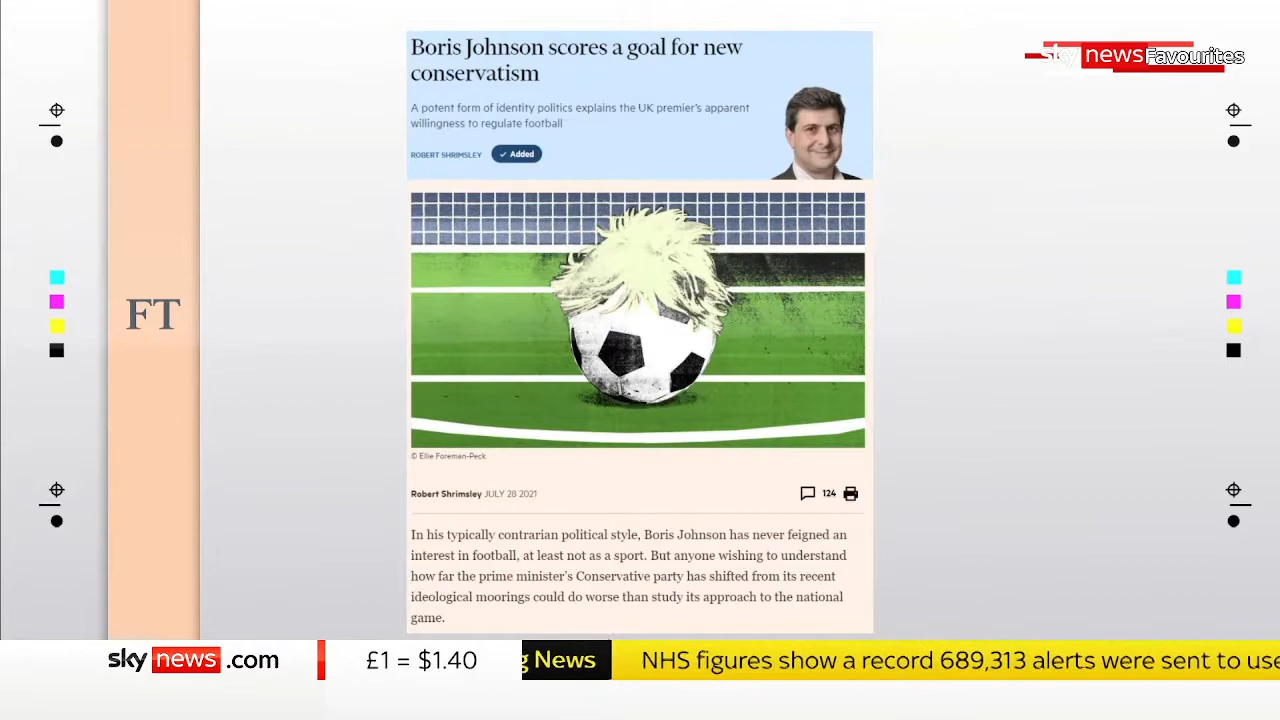 Boris Johnson scores a goal for new
conservatism
A potent form of identity politics explains the UK premier's apparent
willingness to regulate football
ROBERT SHRIMSLEY
Added
sky news Favourites
FT
© Ellie Foreman-Peck
Robert Shrimsley JULY 28 2021
124
In his typically contrarian political style, Boris Johnson has never feigned an
interest in football, at least not as a sport. But anyone wishing to understand
how far the prime minister's Conservative party has shifted from its recent
ideological moorings could do worse than study its approach to the national
game.
sky news .com
£1 = $1.40
g News
NHS figures show a record 689,313 alerts were sent to use